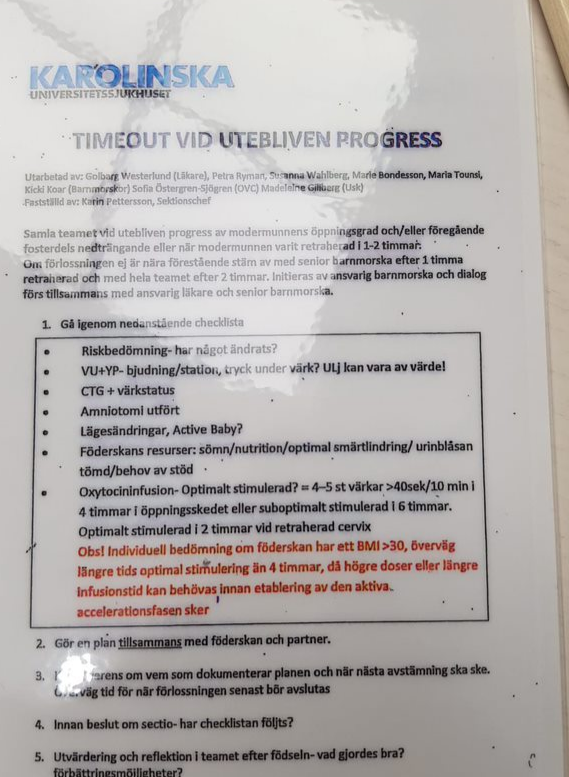 KAROLINSKA
UNIVERSITETSSJUKHUSET
TIMEOUT VID UTEBLIVEN PROGRESS
Utarbetad av: Golbarg Westerlund (Läkare), Petra Ryman, Susanna Wahlberg, Marie Bondesson, Maria Tounsi,
Kicki Koar (Barnmorskor) Sofia Östergren-Sjögren (OVC) Madeleine Gillberg (Usk)
Fastställd av: Karin Pettersson, Sektionschef
Samla teamet vid utebliven progress av modermunnens öppningsgrad och/eller föregående
fosterdels nedträngande eller när modermunnen varit retraherad i 1-2 timmar.
Om förlossningen ej är nära förestående stäm av med senior barnmorska efter 1 timma
retraherad och med hela teamet efter 2 timmar. Initieras av ansvarig barnmorska och dialog
förs tillsammans med ansvarig läkare och senior barnmorska.
1. Gå igenom nedanstående checklista
• Riskbedömning- har något ändrats?
• VU+YP- bjudning/station, tryck under värk? ULj kan vara av värde!
• CTG + värkstatus
• Amniotomi utfört
• Lägesändringar, Active Baby?
• Föderskans resurser: sömn/nutrition/optimal smärtlindring/ urinblåsan
tömd/behov av stöd
• Oxytocininfusion- Optimalt stimulerad? = 4–5 st värkar >40sek/10 min i
4 timmar i öppningsskedet eller suboptimalt stimulerad i 6 timmar.
Optimalt stimulerad i 2 timmar vid retraherad cervix
Obs! Individuell bedömning om föderskan har ett BMI >30, överväg
längre tids optimal stimulering än 4 timmar, då högre doser eller längre
infusionstid kan behövas innan etablering av den aktiva
accelerationsfasen sker
2. Gör en plan tillsammans med föderskan och partner.
3. om vem som dokumenterar planen och när nästa avstämning ska ske.
Överväg tid för när förlossningen senast bör avslutas
4. Innan beslut om sectio- har checklistan följts?
5. Utvärdering och reflektion i teamet efter födseln- vad gjordes bra?
förbättringsmöjligheter?